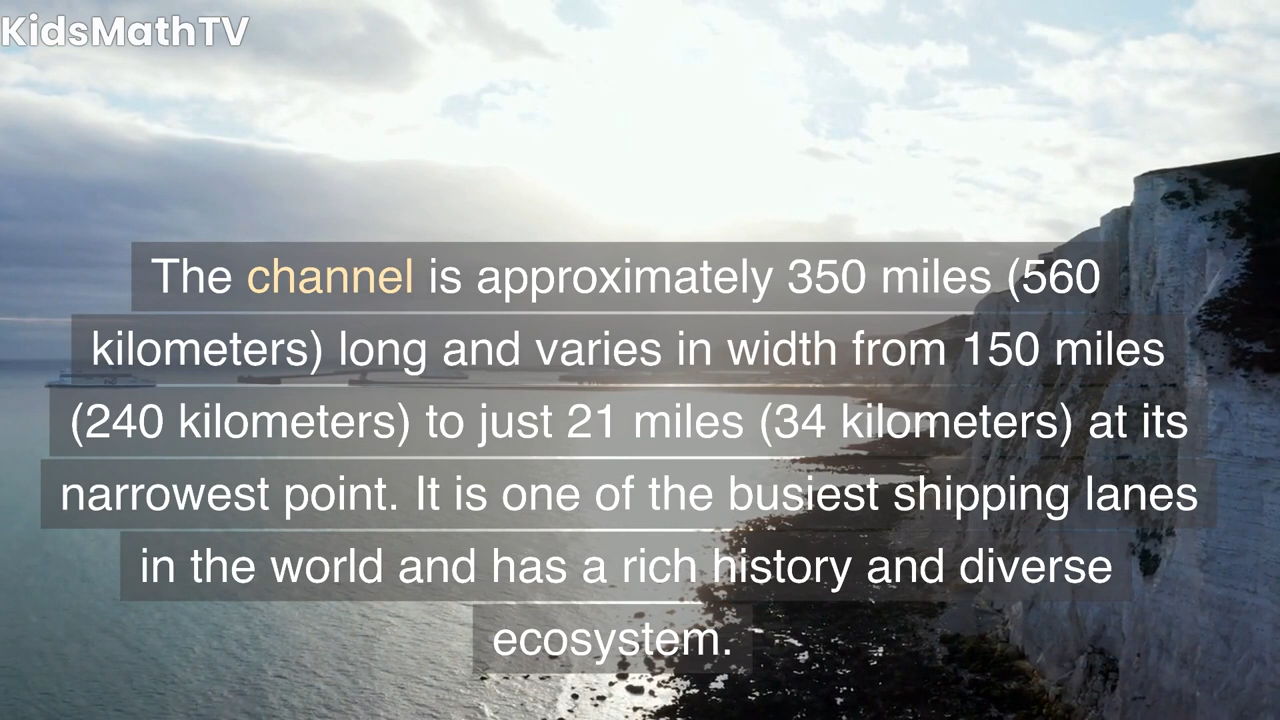 KidsMathTV
The channel is approximately 350 miles (560
kilometers) long and varies in width from 150 miles
(240 kilometers) to just 21 miles (34 kilometers) at its
narrowest point. It is one of the busiest shipping lanes
in the world and has a rich history and diverse
ecosystem.